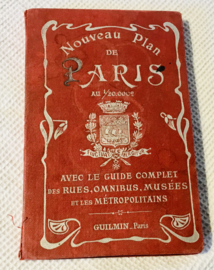 Nouveau Plan
DE
PARIS
AU 1/20.000e
AVEC LE GUIDE COMPLET
DES RUES, OMNIBUS, MUSÉES
ET LES MÉTROPOLITAINS
GUILMIN, Paris